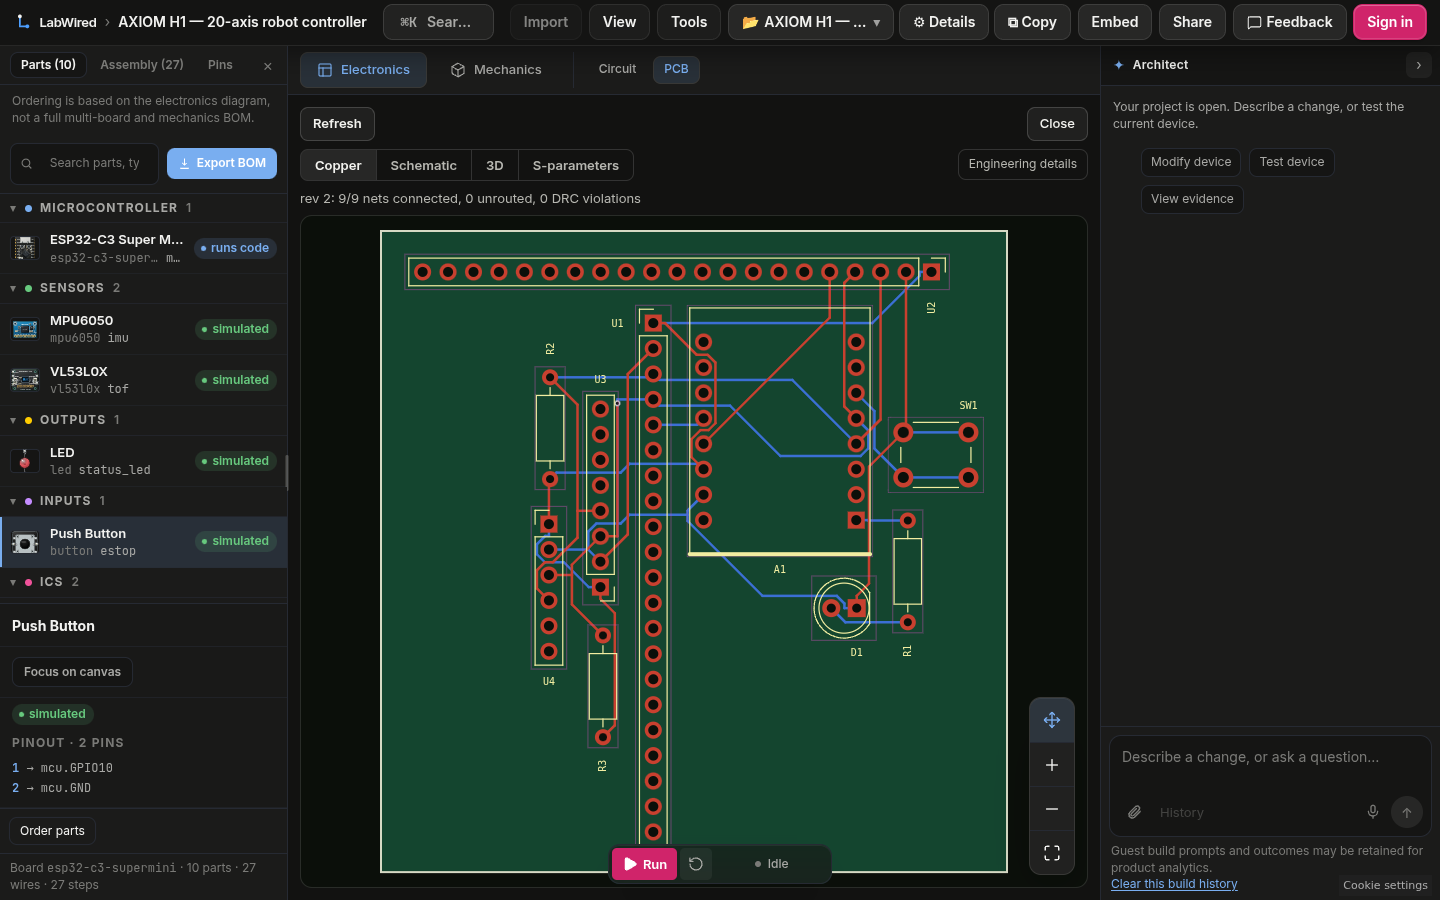 LabWired › AXIOM H1 — 20-axis robot controller
⌘K Sear...
Import
View
Tools
AXIOM H1 — ...
Details
Copy
Embed
Share
Feedback
Sign in
Parts (10)
Assembly (27)
Pins
Ordering is based on the electronics diagram,
not a full multi-board and mechanics BOM.
Search parts, ty
Export BOM
MICROCONTROLLER 1
ESP32-C3 Super M...
esp32-c3-super… m…
runs code
SENSORS 2
MPU6050
mpu6050 imu
simulated
VL53L0X
vl53l0x tof
simulated
OUTPUTS 1
LED
led status_led
simulated
INPUTS 1
Push Button
button estop
simulated
ICS 2
Push Button
Focus on canvas
simulated
PINOUT · 2 PINS
1 → mcu.GPIO10
2 → mcu.GND
Order parts
Board esp32-c3-supermini · 10 parts · 27
wires · 27 steps
Electronics
Mechanics
Circuit
PCB
Refresh
Close
Copper
Schematic
3D
S-parameters
Engineering details
rev 2: 9/9 nets connected, 0 unrouted, 0 DRC violations
U2
U1
R2
U3
SW1
A1
D1
R1
U4
R3
Run
Idle
Architect
Your project is open. Describe a change, or test the
current device.
Modify device
Test device
View evidence
Describe a change, or ask a question...
History
Guest build prompts and outcomes may be retained for
product analytics.
Clear this build history
Cookie settings